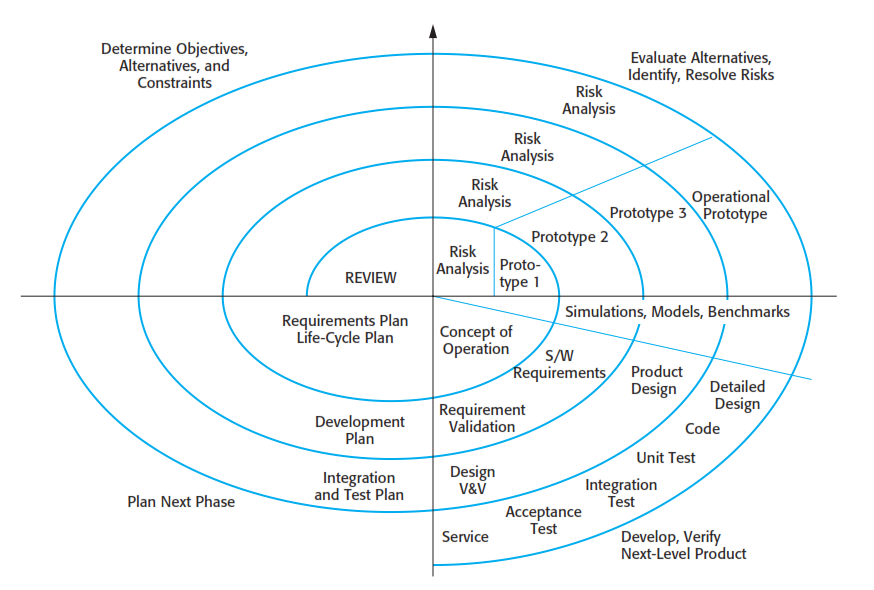 Determine Objectives,
Alternatives, and
Constraints
Evaluate Alternatives,
Identify, Resolve Risks
Risk
Analysis
Risk
Analysis
Risk
Analysis
Operational
Prototype
Prototype 3
Prototype 2
Risk
Analysis
Proto-
type 1
REVIEW
Requirements Plan
Life-Cycle Plan
Simulations, Models, Benchmarks
Concept of
Operation
S/W
Requirements
Product
Design
Detailed
Design
Development
Plan
Requirement
Validation
Code
Unit Test
Integration
and Test Plan
Design
V&V
Integration
Test
Plan Next Phase
Acceptance
Test
Service
Develop, Verify
Next-Level Product